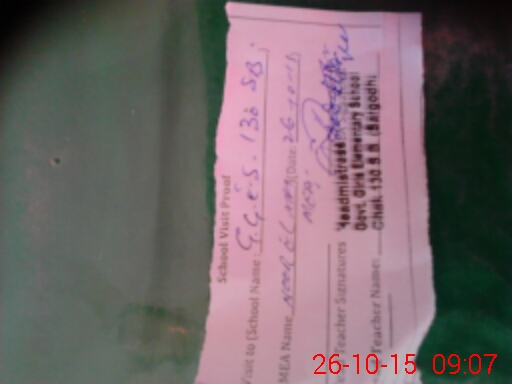 School Visit Proof
Visit to [School Name: G.G.E.S. 130 SB
MEA Name Date: 26-10-15
Teacher Signatures
Teacher Name:
Headmistress
Govt. Girls Elementary School
Chak. 130 S.B. (Sargodha)
26-10-15 09:07